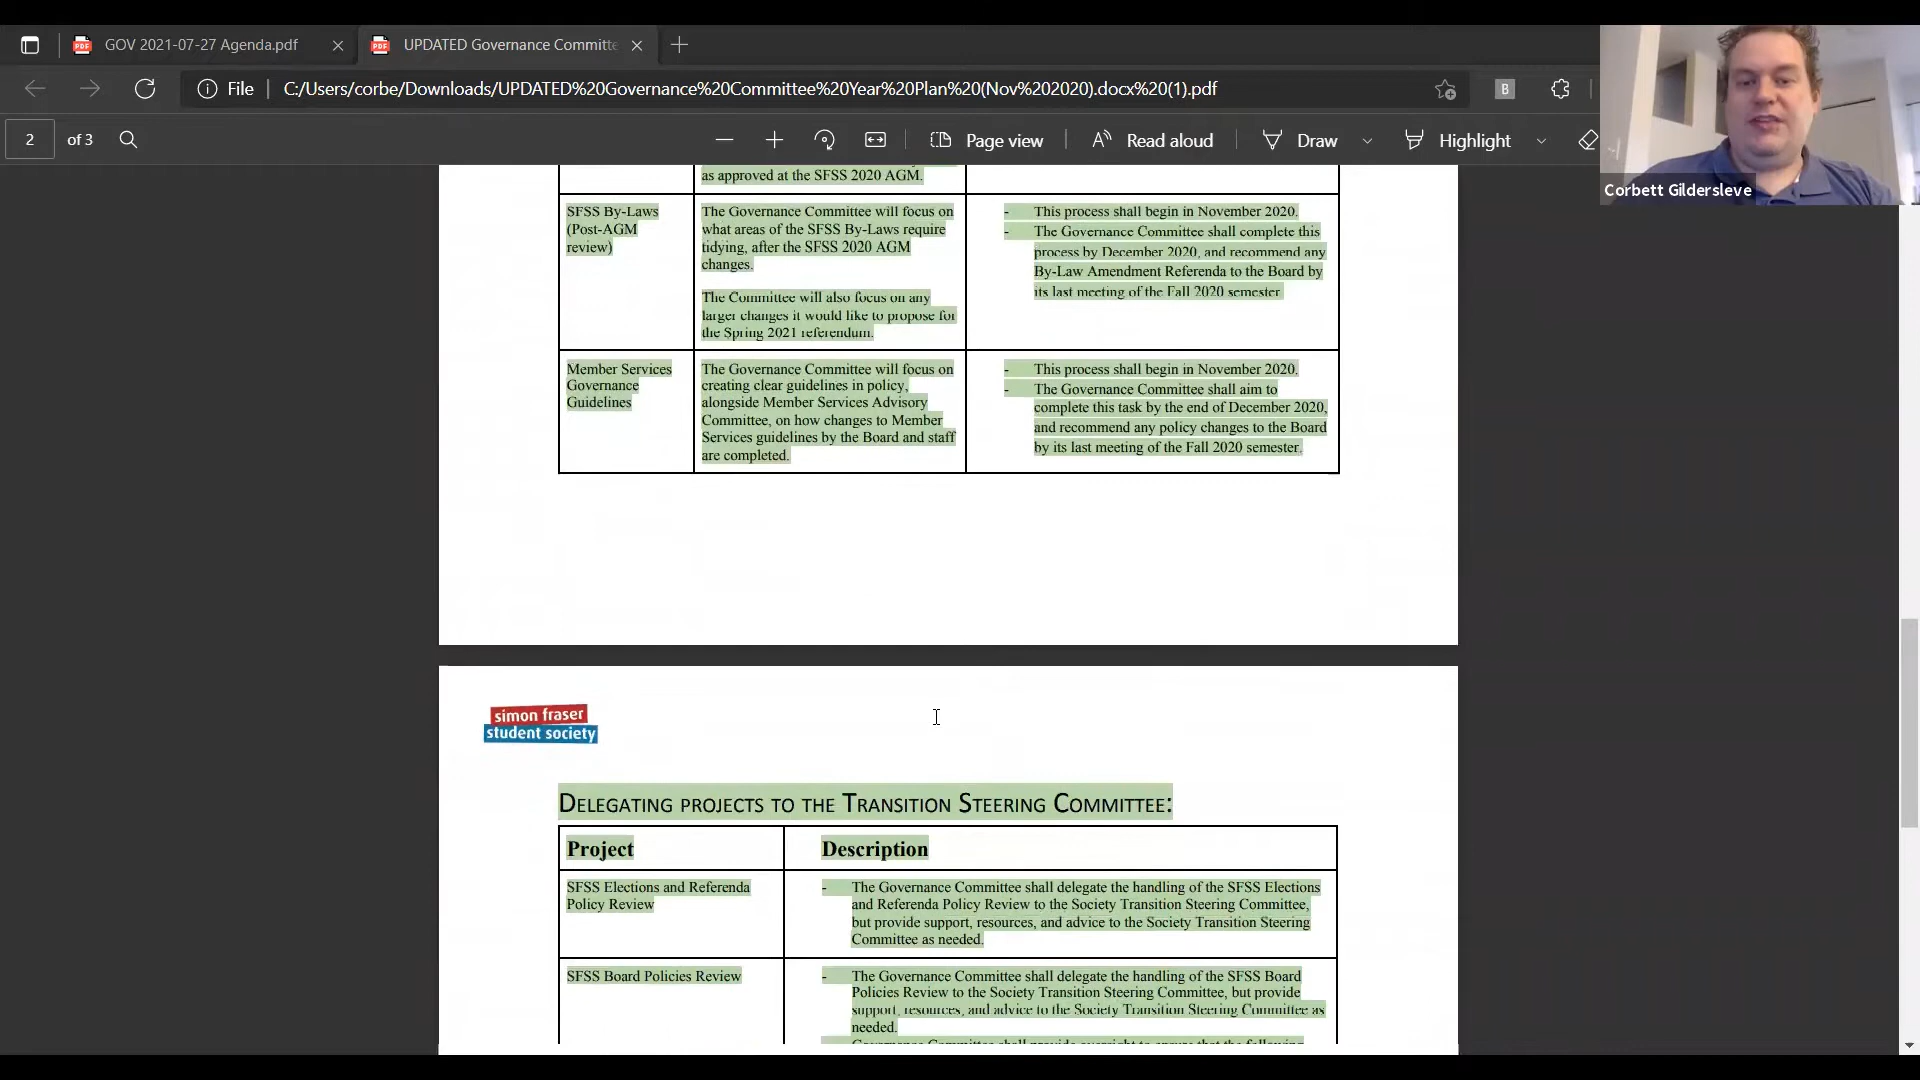 GOV 2021-07-27 Agenda.pdf
UPDATED Governance Committe
File
C:/Users/corbe/Downloads/UPDATED%20Governance%20Committee%20Year%20Plan%20(Nov%202020).docx%20(1).pdf
B
2
of 3
Page view
Read aloud
Draw
Highlight
Corbett Gildersleve
as approved at the SFSS 2020 AGM.
SFSS By-Laws
(Post-AGM
review)
The Governance Committee will focus on
what areas of the SFSS By-Laws require
tidying, after the SFSS 2020 AGM
changes.
The Committee will also focus on any
larger changes it would like to propose for
the Spring 2021 referendum.
- This process shall begin in November 2020.
- The Governance Committee shall complete this
process by December 2020, and recommend any
By-Law Amendment Referenda to the Board by
its last meeting of the Fall 2020 semester
Member Services
Governance
Guidelines
The Governance Committee will focus on
creating clear guidelines in policy,
alongside Member Services Advisory
Committee, on how changes to Member
Services guidelines by the Board and staff
are completed.
- This process shall begin in November 2020.
- The Governance Committee shall aim to
complete this task by the end of December 2020,
and recommend any policy changes to the Board
by its last meeting of the Fall 2020 semester.
simon fraser
student society
DELEGATING PROJECTS TO THE TRANSITION STEERING COMMITTEE:
Project
Description
SFSS Elections and Referenda
Policy Review
- The Governance Committee shall delegate the handling of the SFSS Elections
and Referenda Policy Review to the Society Transition Steering Committee,
but provide support, resources, and advice to the Society Transition Steering
Committee as needed.
SFSS Board Policies Review
- The Governance Committee shall delegate the handling of the SFSS Board
Policies Review to the Society Transition Steering Committee, but provide
support, resources, and advice to the Society Transition Steering Committee as
needed.
- Governance Committee shall provide oversight to ensure that the following